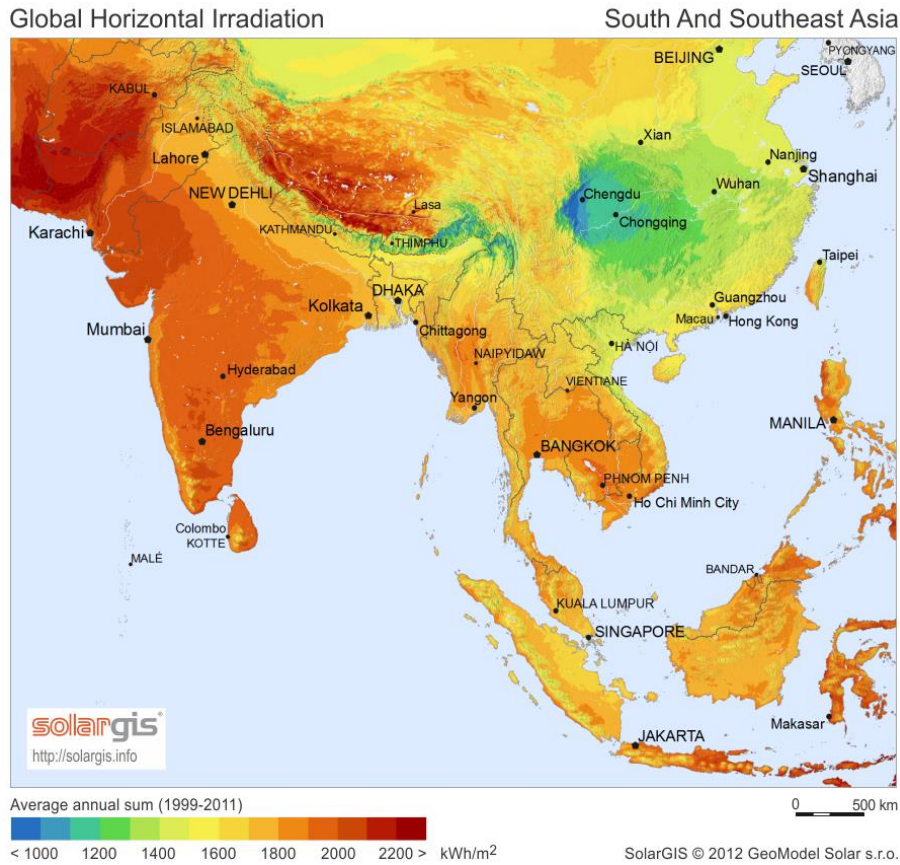 Global Horizontal Irradiation
South And Southeast Asia
BEIJING
PYONGYANG
SEOUL
KABUL
ISLAMABAD
Xian
Lahore
Nanjing
Shanghai
NEW DEHLI
Chengdu
Wuhan
Lasa
Chongqing
Karachi
KATHMANDU
THIMPHU
Taipei
DHAKA
Kolkata
Guangzhou
Macau
Hong Kong
Mumbai
Chittagong
HÀ NỘI
NAIPYIDAW
Hyderabad
VIENTIANE
Yangon
MANILA
Bengaluru
BANGKOK
PHNOM PENH
Ho Chi Minh City
Colombo
KOTTE
MALÉ
BANDAR
KUALA LUMPUR
SINGAPORE
solargis
http://solargis.info
Makasar
JAKARTA
Average annual sum (1999-2011)
0 500 km
< 1000 1200 1400 1600 1800 2000 2200 > kWh/m2
SolarGIS © 2012 GeoModel Solar s.r.o.